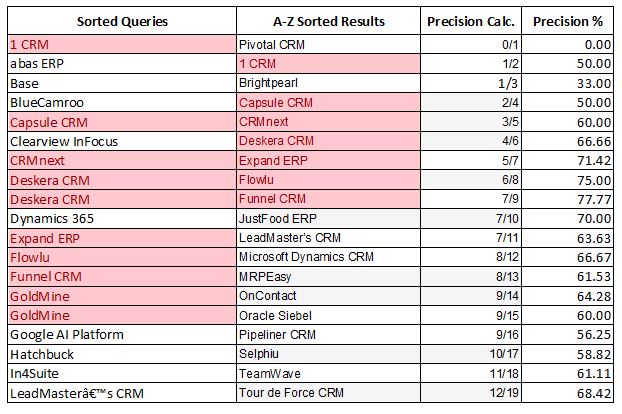 Sorted Queries A-Z Sorted Results Precision Calc. Precision %
1 CRM Pivotal CRM 0/1 0.00
abas ERP 1 CRM 1/2 50.00
Base Brightpearl 1/3 33.00
BlueCamroo Capsule CRM 2/4 50.00
Capsule CRM CRMnext 3/5 60.00
Clearview InFocus Deskera CRM 4/6 66.66
CRMnext Expand ERP 5/7 71.42
Deskera CRM Flowlu 6/8 75.00
Deskera CRM Funnel CRM 7/9 77.77
Dynamics 365 JustFood ERP 7/10 70.00
Expand ERP LeadMaster's CRM 7/11 63.63
Flowlu Microsoft Dynamics CRM 8/12 66.67
Funnel CRM MRPEasy 8/13 61.53
GoldMine OnContact 9/14 64.28
GoldMine Oracle Siebel 9/15 60.00
Google AI Platform Pipeliner CRM 9/16 56.25
Hatchbuck Selphiu 10/17 58.82
In4Suite TeamWave 11/18 61.11
LeadMasterâ€™s CRM Tour de Force CRM 12/19 68.42